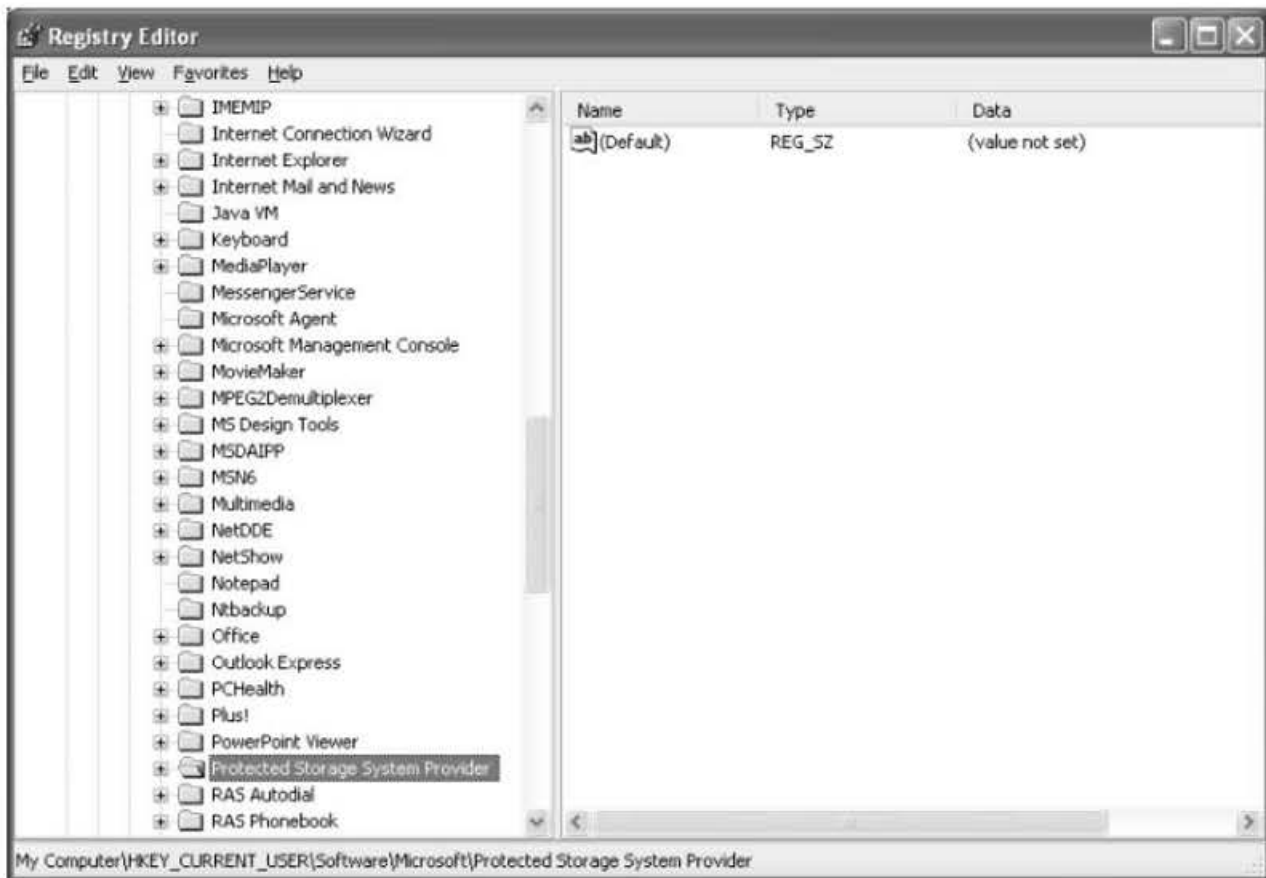 Registry Editor
File Edit View Favorites Help
IMEMIP
Internet Connection Wizard
Internet Explorer
Internet Mail and News
Java VM
Keyboard
MediaPlayer
MessengerService
Microsoft Agent
Microsoft Management Console
MovieMaker
MPEG2Demultiplexer
MS Design Tools
MSDAIPP
MSN6
Multimedia
NetDDE
NetShow
Notepad
Ntbackup
Office
Outlook Express
PCHealth
Plus!
PowerPoint Viewer
Protected Storage System Provider
RAS Autodial
RAS Phonebook
Name Type Data
ab (Default) REG_SZ (value not set)
My Computer\HKEY_CURRENT_USER\Software\Microsoft\Protected Storage System Provider